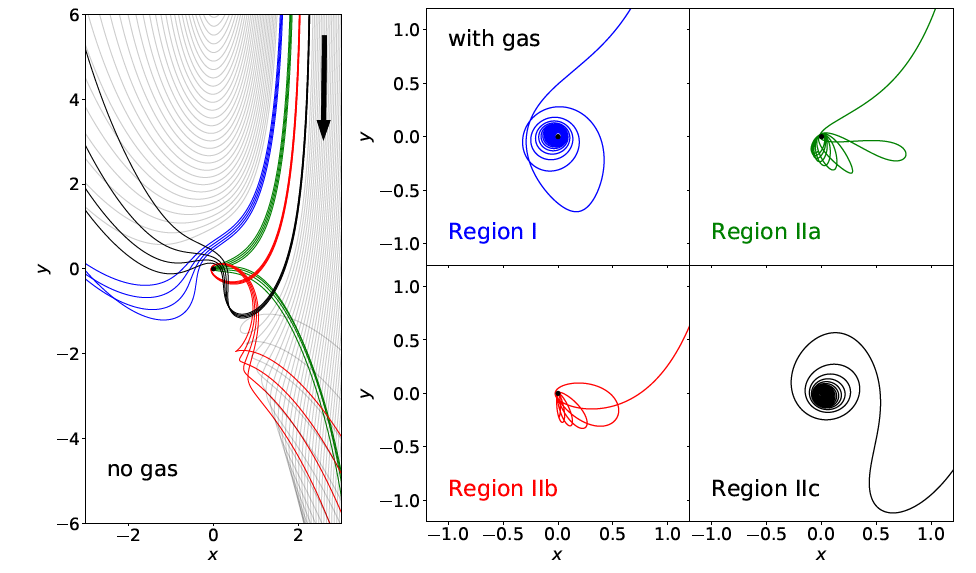 6
4
2
0
−2
−4
−6
y
no gas
−2
0
2
x
with gas
1.0
0.5
0.0
−0.5
−1.0
y
Region I
Region IIa
1.0
0.5
0.0
−0.5
−1.0
y
Region IIb
Region IIc
−1.0 −0.5 0.0 0.5 1.0
x
−1.0 −0.5 0.0 0.5 1.0
x